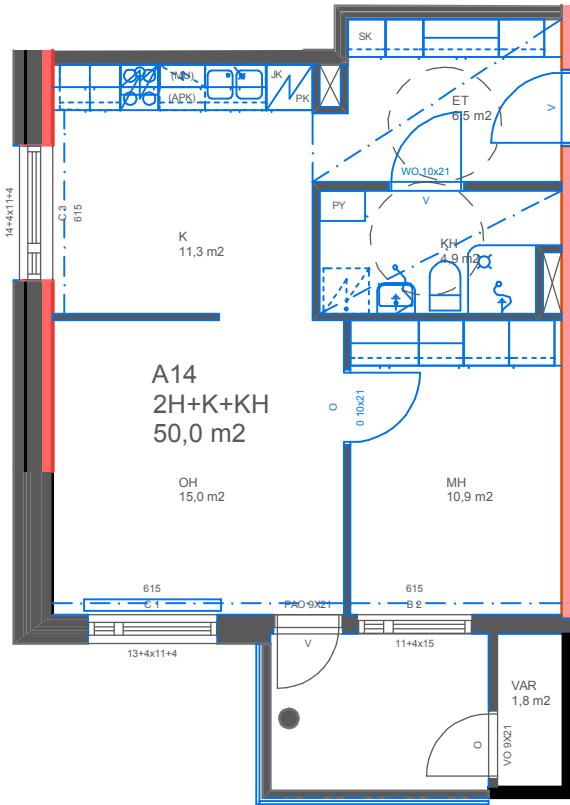 SK
(MU)
(APK)
JK
PK
ET
6,5 m2
V
WO 10x21
V
PY
KH
4,9 m2
14+4x11+4
C 3
615
K
11,3 m2
A14
2H+K+KH
50,0 m2
O
0 10x21
OH
15,0 m2
MH
10,9 m2
615
C 1
PAO 9X21
615
B 2
13+4x11+4
V
11+4x15
VAR
1,8 m2
O
VO 9X21